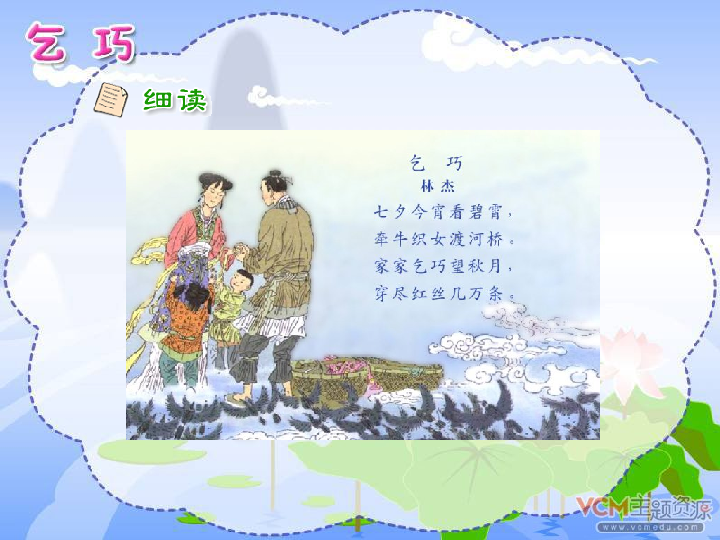 乞 巧
细读
乞 巧
林 杰
七夕今宵看碧霄，
牵牛织女渡河桥。
家家乞巧望秋月，
穿尽红丝几万条。
VCM主题资源
www.vcmedu.com